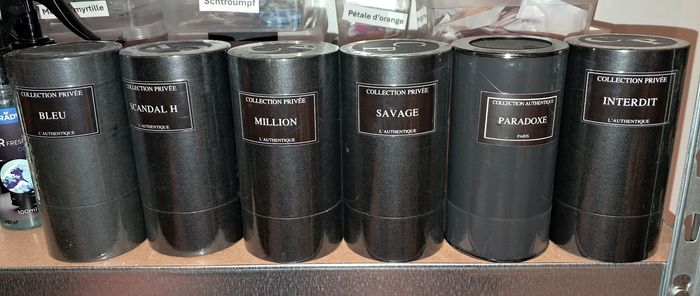 myrtille
Schtroumpf
Pétale d'orange
COLLECTION PRIVÉE
BLEU
L'AUTHENTIQUE
COLLECTION PRIVÉE
SCANDAL H
L'AUTHENTIQUE
COLLECTION PRIVÉE
MILLION
L'AUTHENTIQUE
COLLECTION PRIVÉE
SAVAGE
L'AUTHENTIQUE
COLLECTION AUTHENTIQUE
PARADOXE
PARIS
COLLECTION PRIVÉE
INTERDIT
L'AUTHENTIQUE
100ml